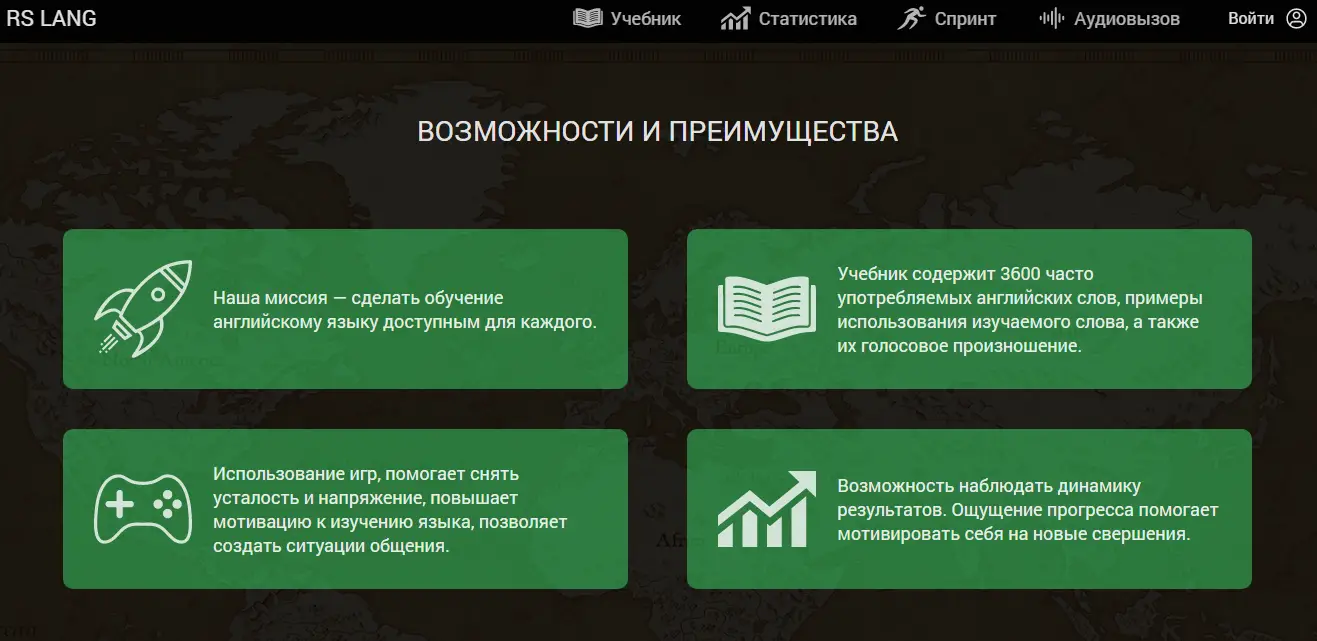 RS LANG
Учебник
Статистика
Спринт
Аудиовызов
Войти
ВОЗМОЖНОСТИ И ПРЕИМУЩЕСТВА
Наша миссия — сделать обучение
английскому языку доступным для каждого.
Учебник содержит 3600 часто
употребляемых английских слов, примеры
использования изучаемого слова, а также
их голосовое произношение.
Использование игр, помогает снять
усталость и напряжение, повышает
мотивацию к изучению языка, позволяет
создать ситуации общения.
Возможность наблюдать динамику
результатов. Ощущение прогресса помогает
мотивировать себя на новые свершения.